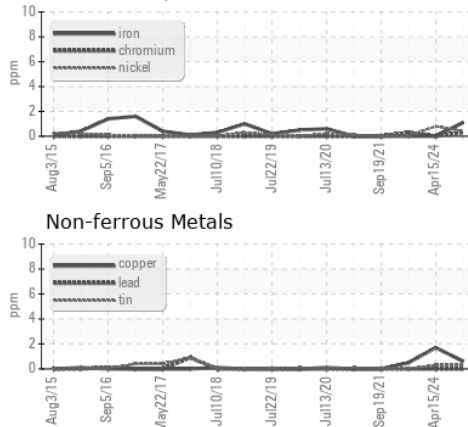 10
8
6
4
2
0
ppm
iron
chromium
nickel
Aug3/15
Sep5/16
May22/17
Jul10/18
Jul22/19
Jul13/20
Sep19/21
Apr15/24
Non-ferrous Metals
10
8
6
4
2
0
ppm
copper
lead
tin
Aug3/15
Sep5/16
May22/17
Jul10/18
Jul22/19
Jul13/20
Sep19/21
Apr15/24